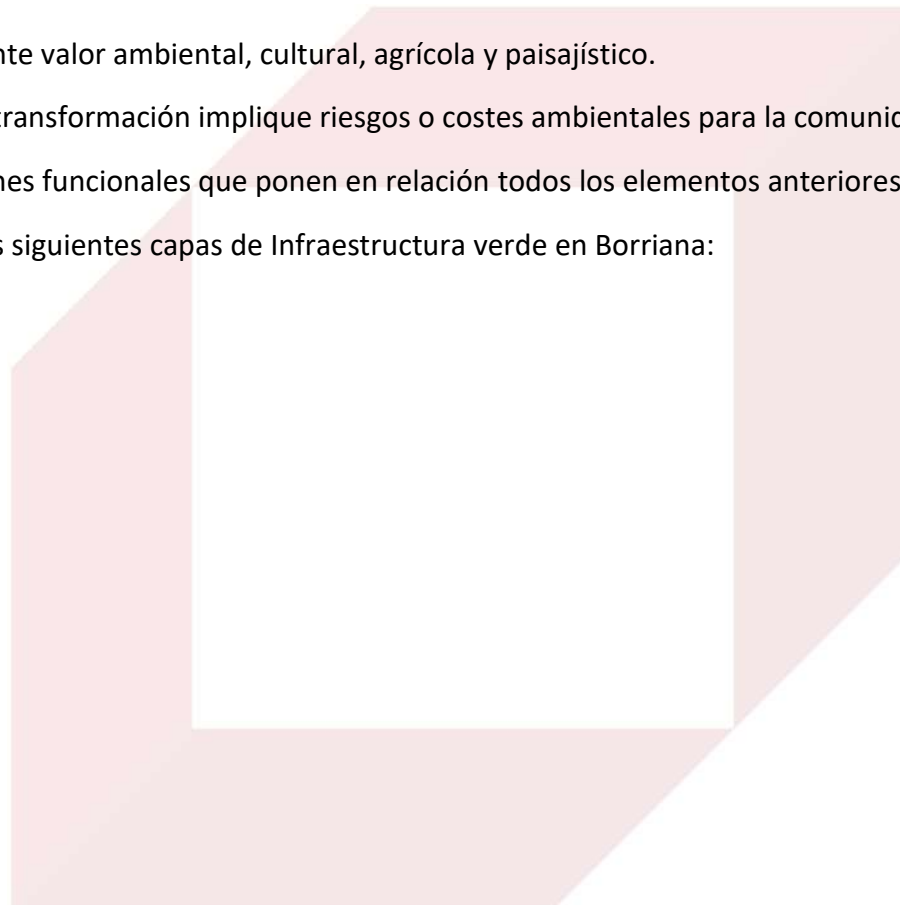 nte valor ambiental, cultural, agrícola y paisajístico.
transformación implique riesgos o costes ambientales para la comunic
nes funcionales que ponen en relación todos los elementos anteriores
s siguientes capas de Infraestructura verde en Borriana: